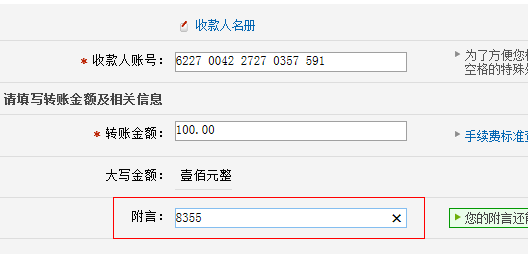 收款人名册
* 收款人账号： 6227 0042 2727 0357 591
为了方便您
空格的特殊
请填写转账金额及相关信息
* 转账金额： 100.00
手续费标准
大写金额： 壹佰元整
附言： 8355
您的附言还